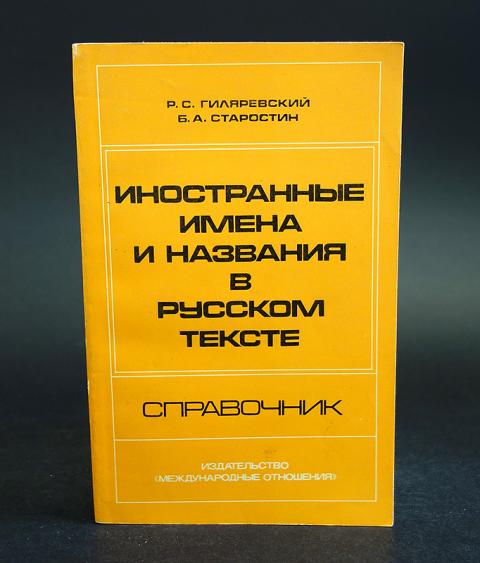 Р. С. ГИЛЯРЕВСКИЙ
Б. А. СТАРОСТИН
ИНОСТРАННЫЕ
ИМЕНА
И НАЗВАНИЯ
В
РУССКОМ
ТЕКСТЕ
СПРАВОЧНИК
ИЗДАТЕЛЬСТВО
«МЕЖДУНАРОДНЫЕ ОТНОШЕНИЯ»